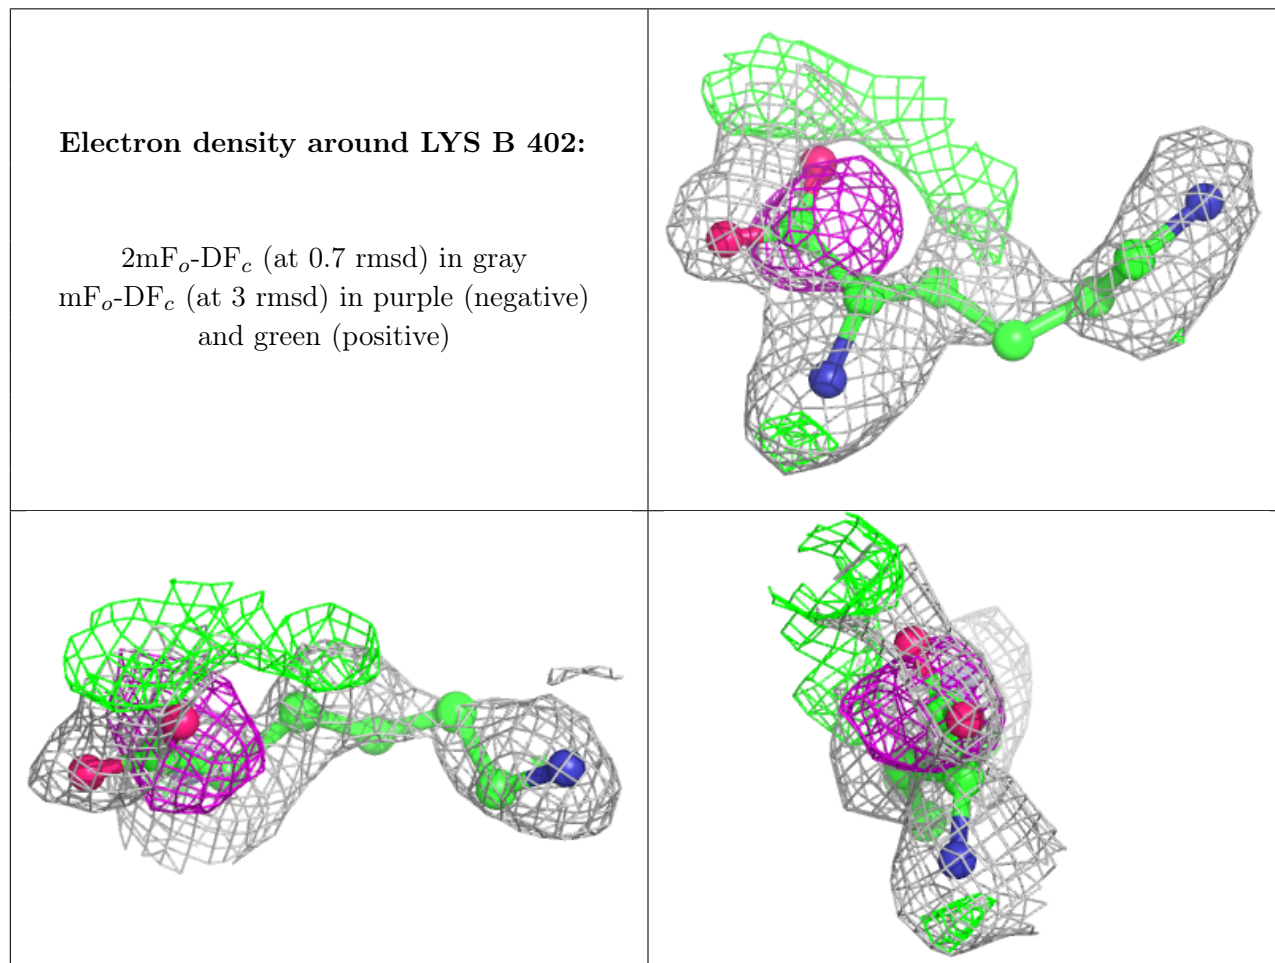 Electron density around LYS B 402:
2mFo-DFc (at 0.7 rmsd) in gray
mFo-DFc (at 3 rmsd) in purple (negative)
and green (positive)